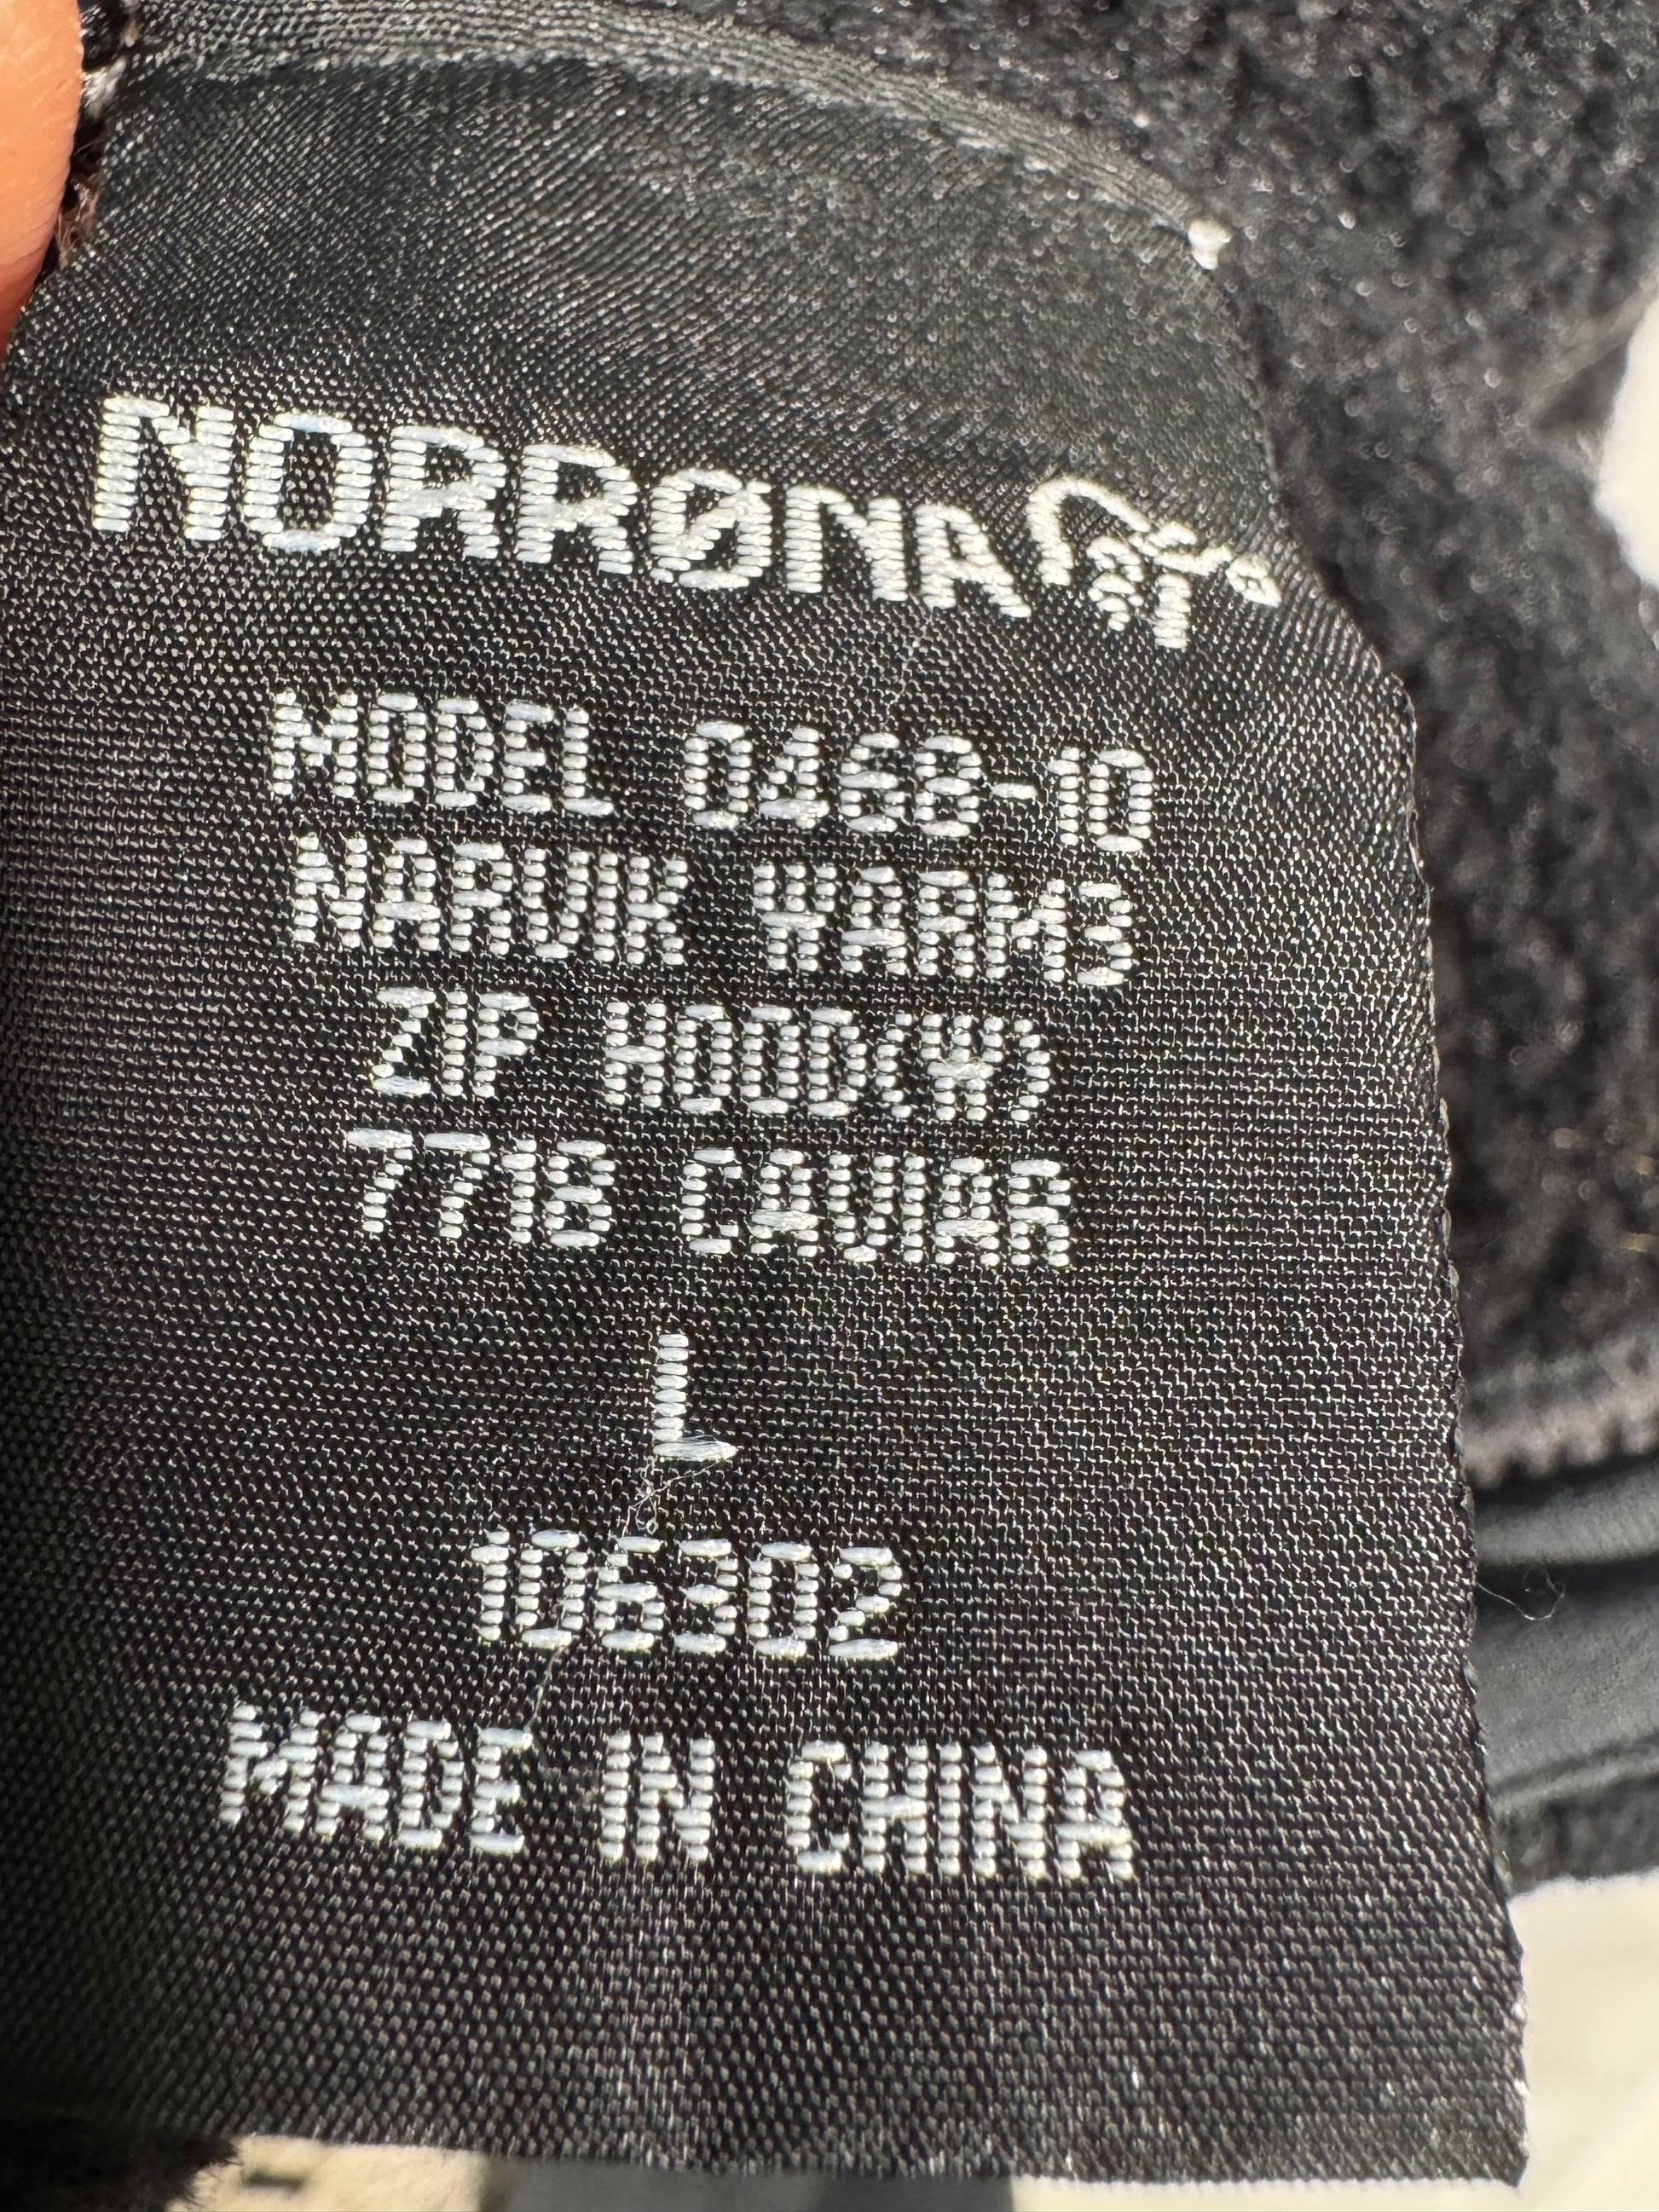 NORRØNA
MODEL 0468-10
NARVIK WARM3
ZIP HOOD(W)
7718 CAVIAR
L
106302
MADE IN CHINA